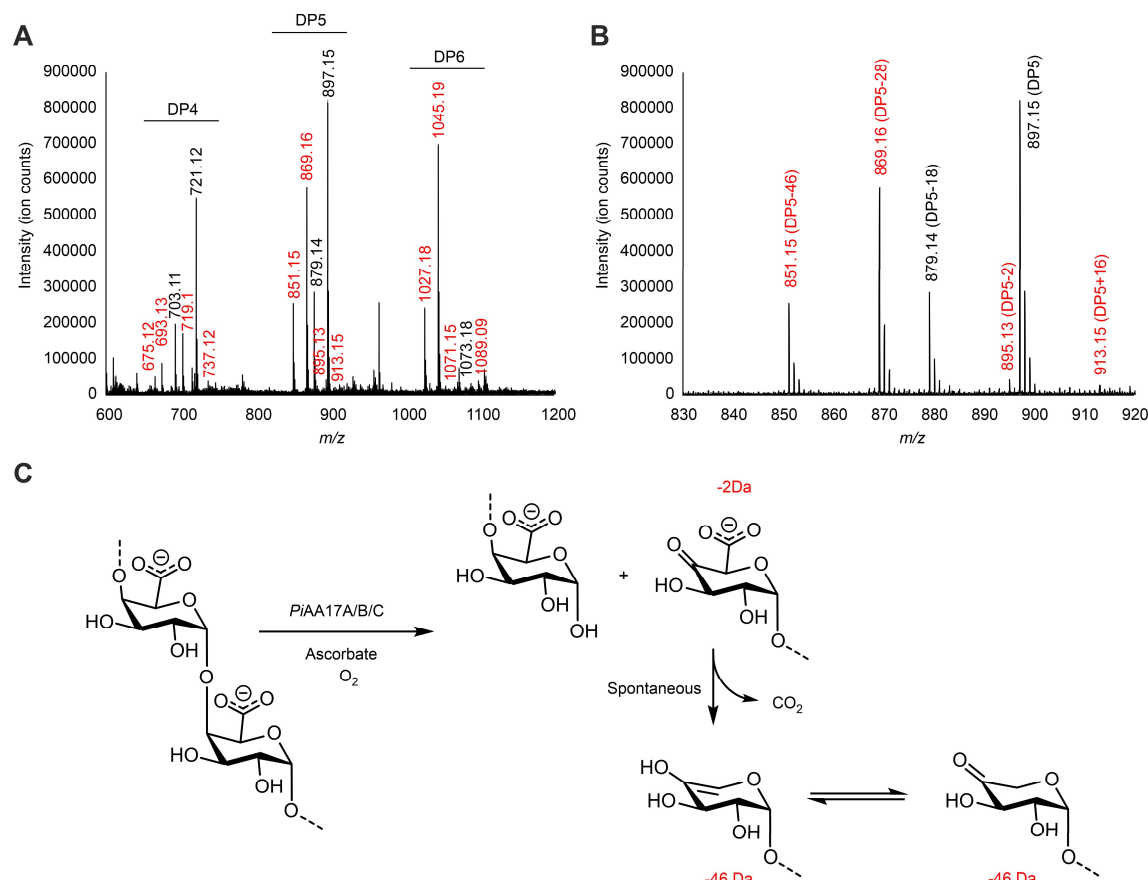 A
B
DP4
DP5
DP6
Intensity (ion counts)
900000
800000
700000
600000
500000
400000
300000
200000
100000
0
675.12
693.13
703.11
719.1
721.12
737.12
851.15
869.16
879.14
895.13
897.15
913.15
1027.18
1045.19
1071.15
1073.18
1089.09
600 700 800 900 1000 1100 1200
m/z
Intensity (ion counts)
900000
800000
700000
600000
500000
400000
300000
200000
100000
0
851.15 (DP5-46)
869.16 (DP5-28)
879.14 (DP5-18)
895.13 (DP5-2)
897.15 (DP5)
913.15 (DP5+16)
830 840 850 860 870 880 890 900 910 920
m/z
C
O O O O HO OH
O O O O HO OH O
PiAA17A/B/C
Ascorbate
O2
O O O O HO OH OH
+
-2Da
O O O O HO OH O
Spontaneous
CO2
HO O HO OH O
-46 Da
O O HO OH O
-46 Da